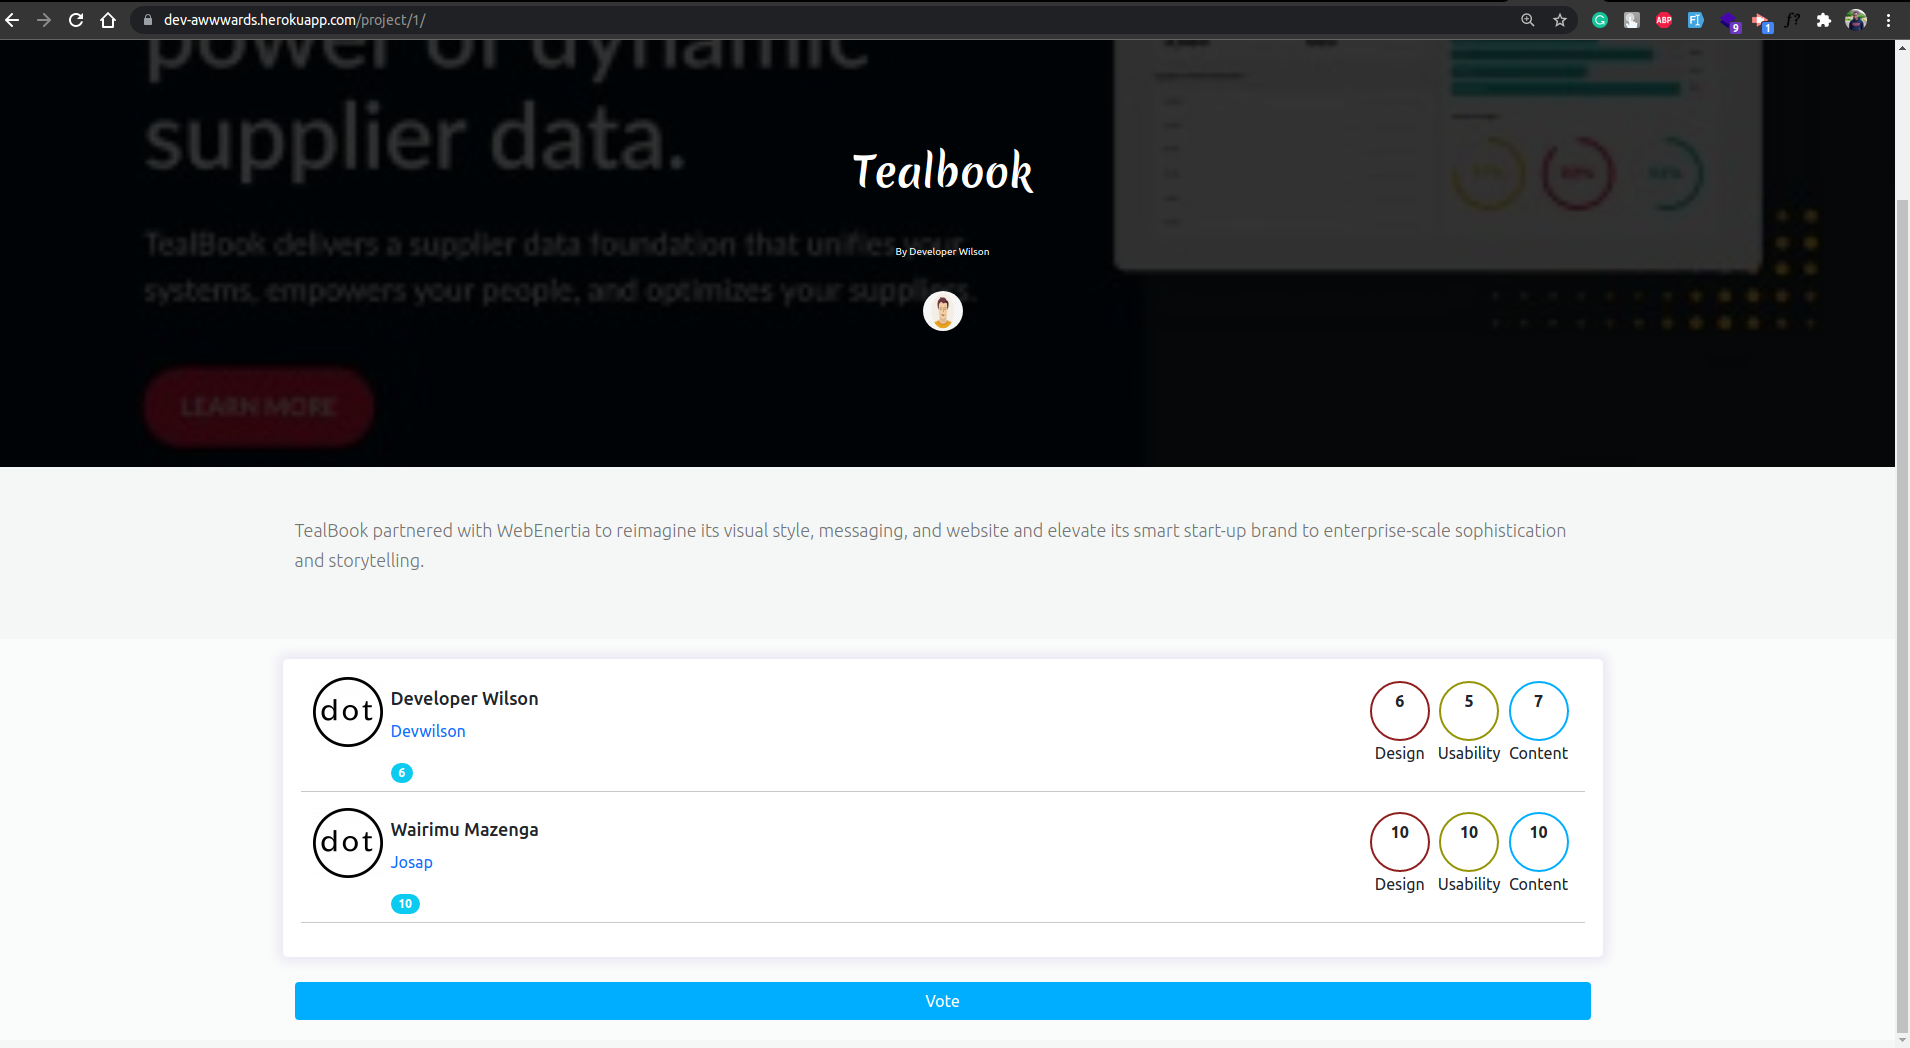 dev-awwwards.herokuapp.com/project/1/
ABP
9
1
f?
power of dynamic
supplier data.
Tealbook
TealBook delivers a supplier data foundation that unifies your
By Developer Wilson
systems, empowers your people, and optimizes your suppliers.
LEARN MORE
TealBook partnered with WebEnertia to reimagine its visual style, messaging, and website and elevate its smart start-up brand to enterprise-scale sophistication
and storytelling.
dot
Developer Wilson
Devwilson
6
6
5
7
Design
Usability
Content
dot
Wairimu Mazenga
Josap
10
10
10
10
Design
Usability
Content
Vote